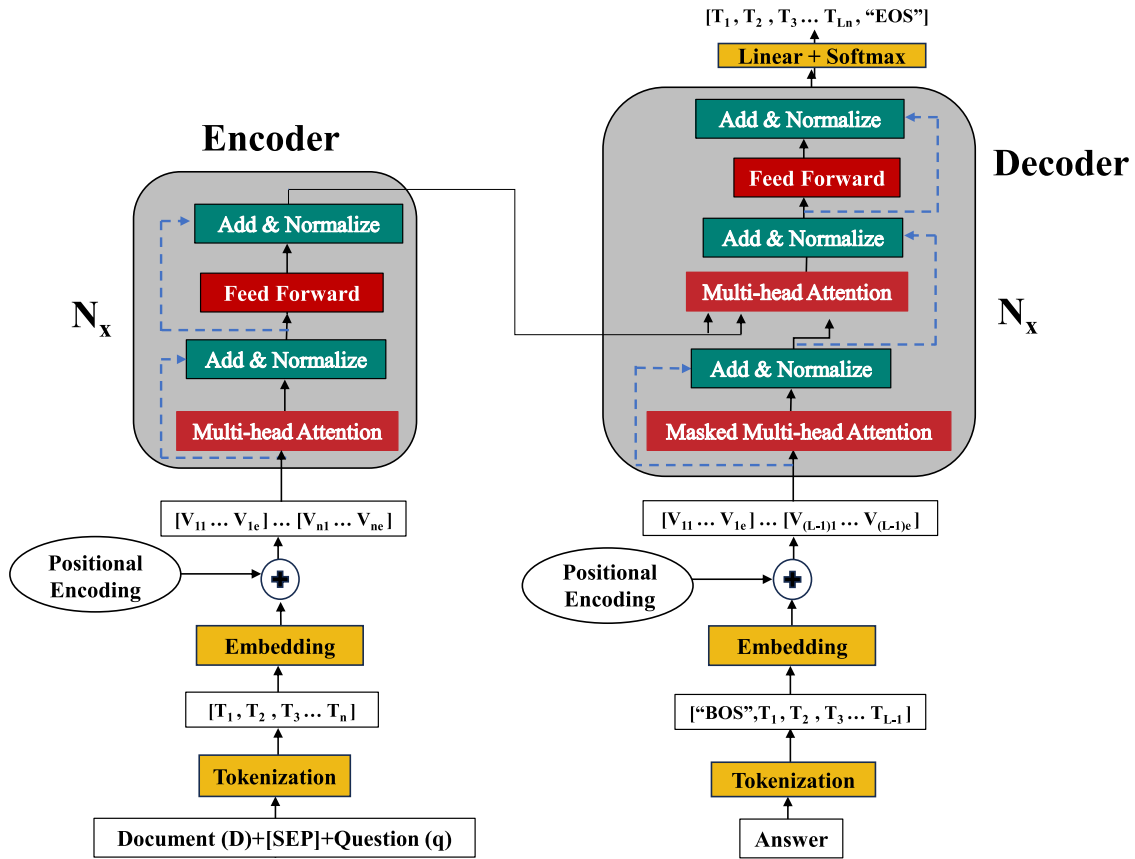 [T₁ , T₂ , T₃ … T_Ln , “EOS”]
Linear + Softmax
Add & Normalize
Feed Forward
Add & Normalize
Multi-head Attention
Add & Normalize
Masked Multi-head Attention
Decoder
Nₓ
[V₁₁ … V₁ₑ] … [V₍L₋₁₎₁ … V₍L₋₁₎ₑ]
Positional
Encoding
Embedding
[“BOS”,T₁ , T₂ , T₃ … T_L-1]
Tokenization
Answer
Encoder
Add & Normalize
Feed Forward
Nₓ
Add & Normalize
Multi-head Attention
[V₁₁ … V₁ₑ] … [Vₙ₁ … Vₙₑ]
Positional
Encoding
Embedding
[T₁ , T₂ , T₃ … Tₙ]
Tokenization
Document (D)+[SEP]+Question (q)